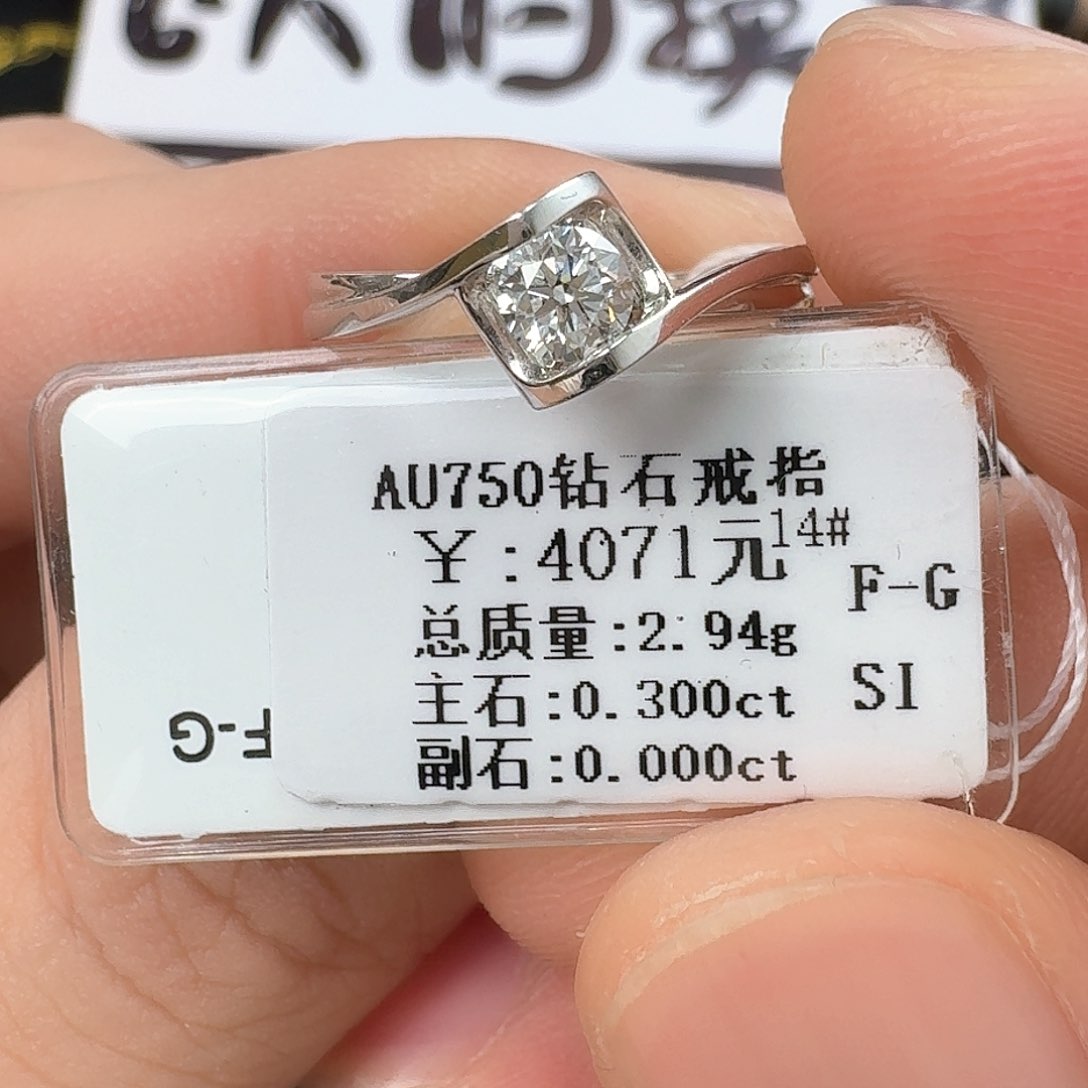 AU750钻石戒指
￥:4071元14#
F-G
总质量:2.94g
SI
主石:0.300ct
副石:0.000ct
F-G